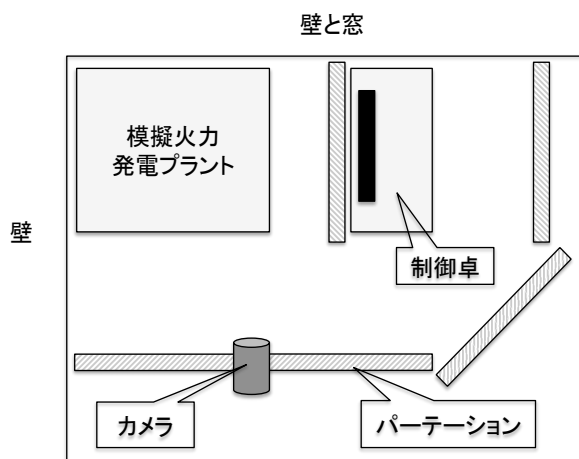 壁と窓
模擬火力
発電プラント
壁
制御卓
カメラ
パーテーション